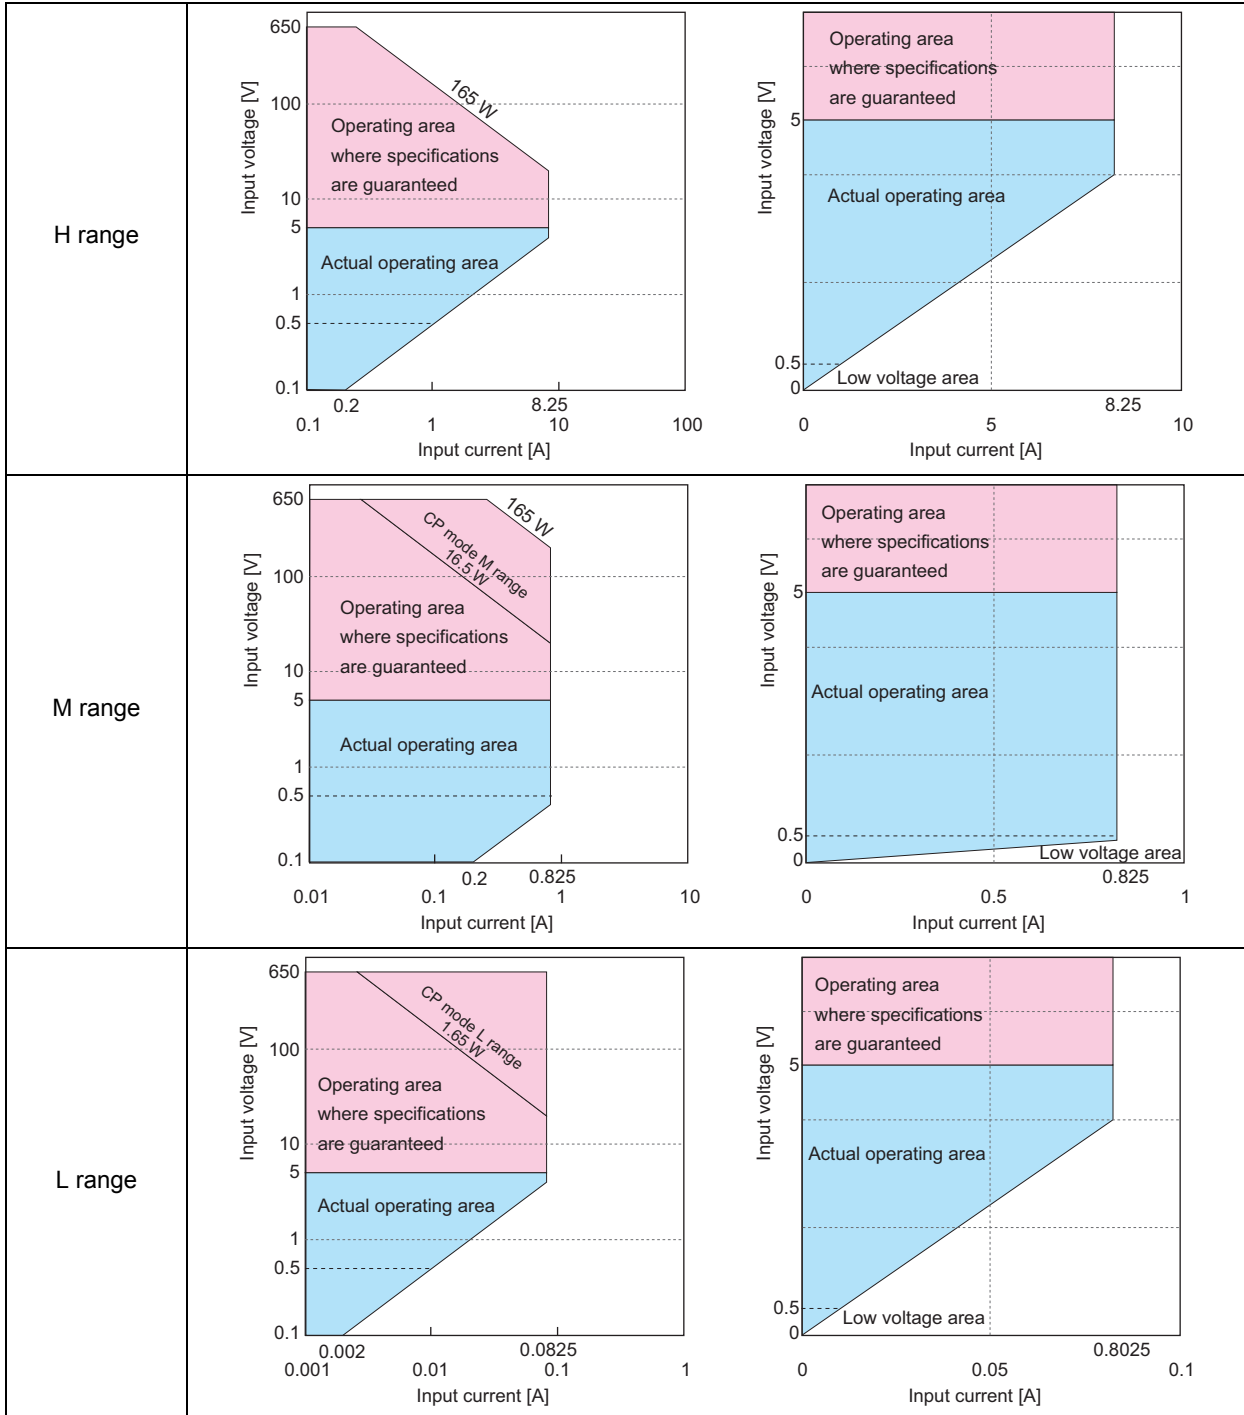 H range
Input voltage [V]
650
100
10
5
1
0.5
0.1
165 W
Operating area
where specifications
are guaranteed
Actual operating area
0.2
8.25
0.1
1
10
100
Input current [A]
Input voltage [V]
5
0.5
0
Operating area
where specifications
are guaranteed
Actual operating area
Low voltage area
8.25
0
5
10
Input current [A]
M range
Input voltage [V]
650
100
10
5
1
0.5
0.1
165 W
CP mode M range
16.5 W
Operating area
where specifications
are guaranteed
Actual operating area
0.2
0.825
0.01
0.1
1
10
Input current [A]
Input voltage [V]
5
0.5
0
Operating area
where specifications
are guaranteed
Actual operating area
Low voltage area
0.825
0
0.5
1
Input current [A]
L range
Input voltage [V]
650
100
10
5
1
0.5
0.1
CP mode L range
1.65 W
Operating area
where specifications
are guaranteed
Actual operating area
0.002
0.0825
0.001
0.01
0.1
1
Input current [A]
Input voltage [V]
5
0.5
0
Operating area
where specifications
are guaranteed
Actual operating area
Low voltage area
0.8025
0
0.05
0.1
Input current [A]